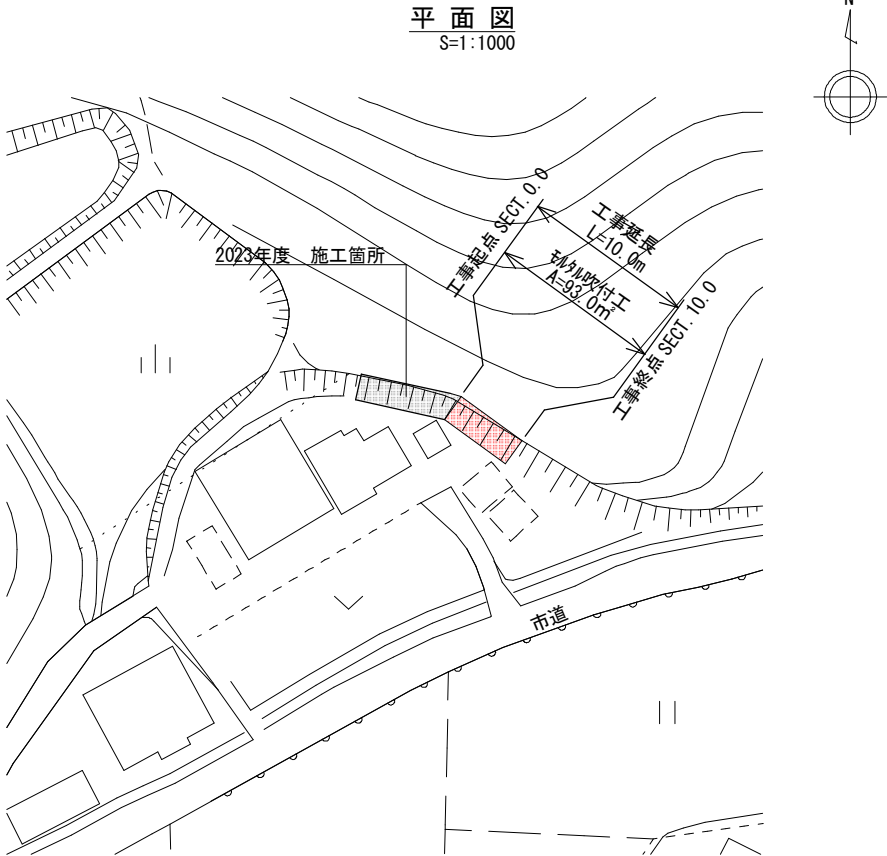 平面図
S=1:1000
N
工事起点 SECT. 0.0
工事延長
L=10.0m
2023年度 施工箇所
モルタル吹付工
A=93.0㎡
工事終点 SECT. 10.0
市道